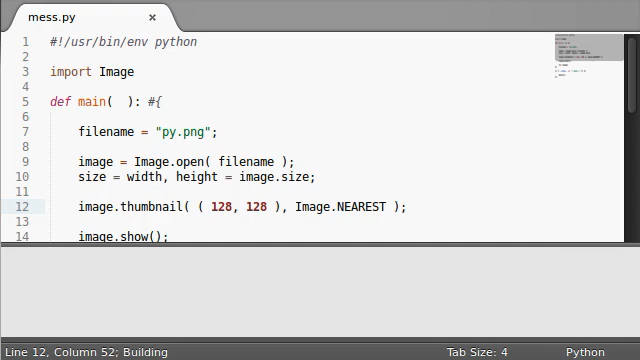 mess.py ×
1 #!/usr/bin/env python
2
3 import Image
4
5 def main(  ): #{
6
7 filename = "py.png";
8
9 image = Image.open( filename );
10 size = width, height = image.size;
11
12 image.thumbnail( ( 128, 128 ), Image.NEAREST );
13
14 image.show();
Line 12, Column 52; Building Tab Size: 4 Python